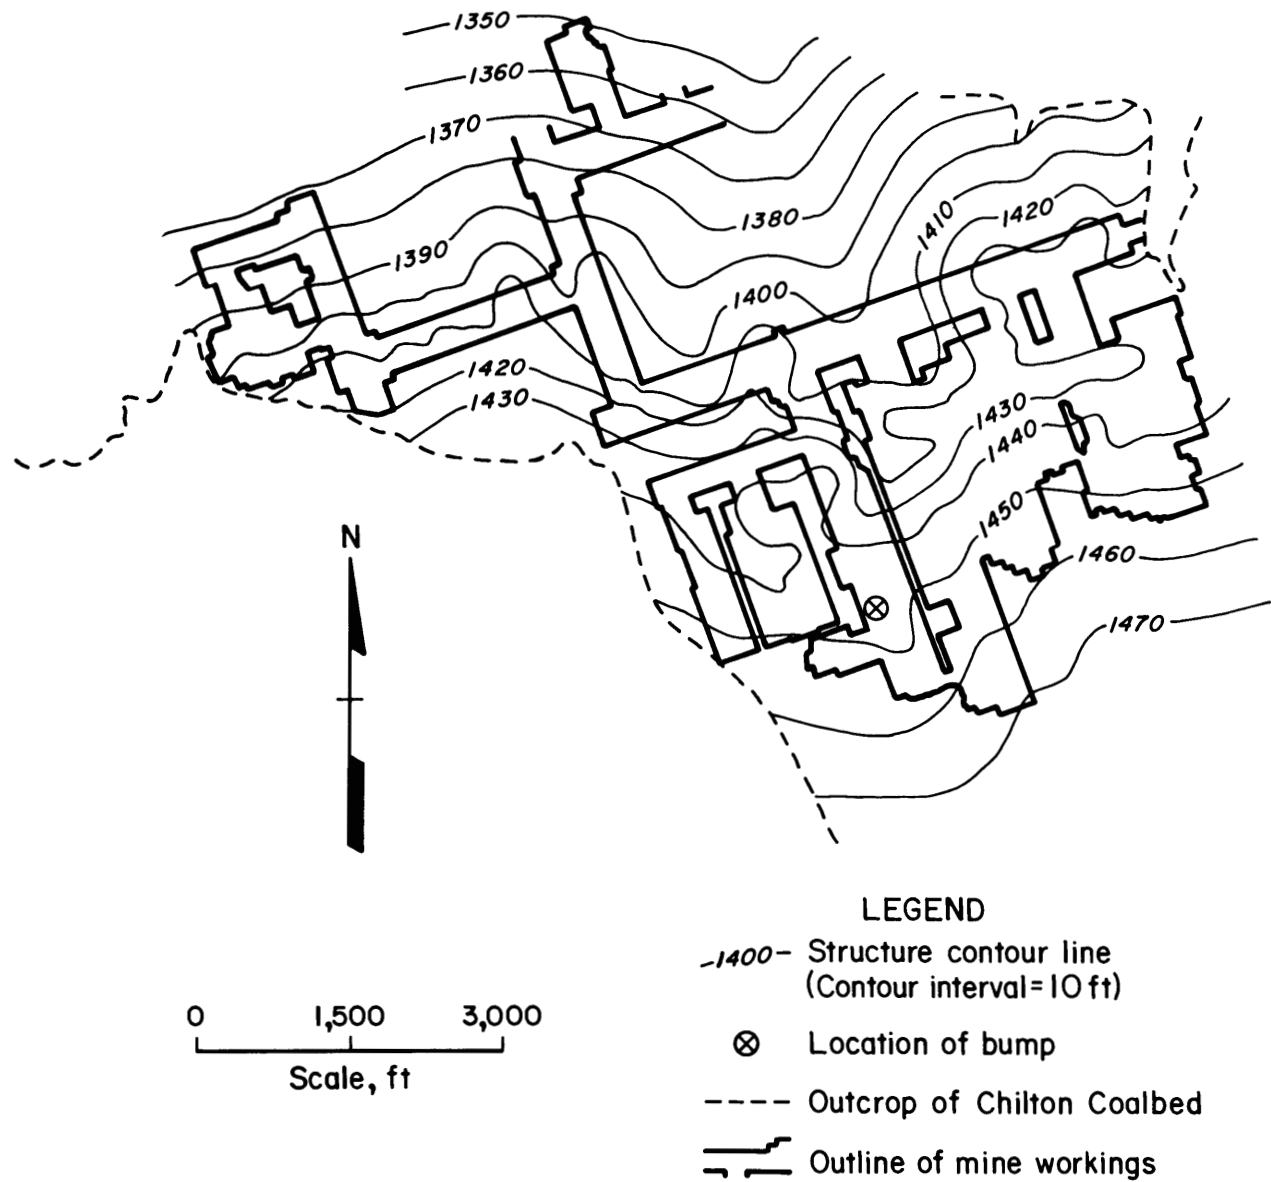 1350
1360
1370
1380
1390
1400
1410
1420
1420
1430
1430
1440
1450
1460
1470
N
LEGEND
-1400- Structure contour line
(Contour interval=10 ft)
Location of bump
Outcrop of Chilton Coalbed
Outline of mine workings
0 1,500 3,000
Scale, ft